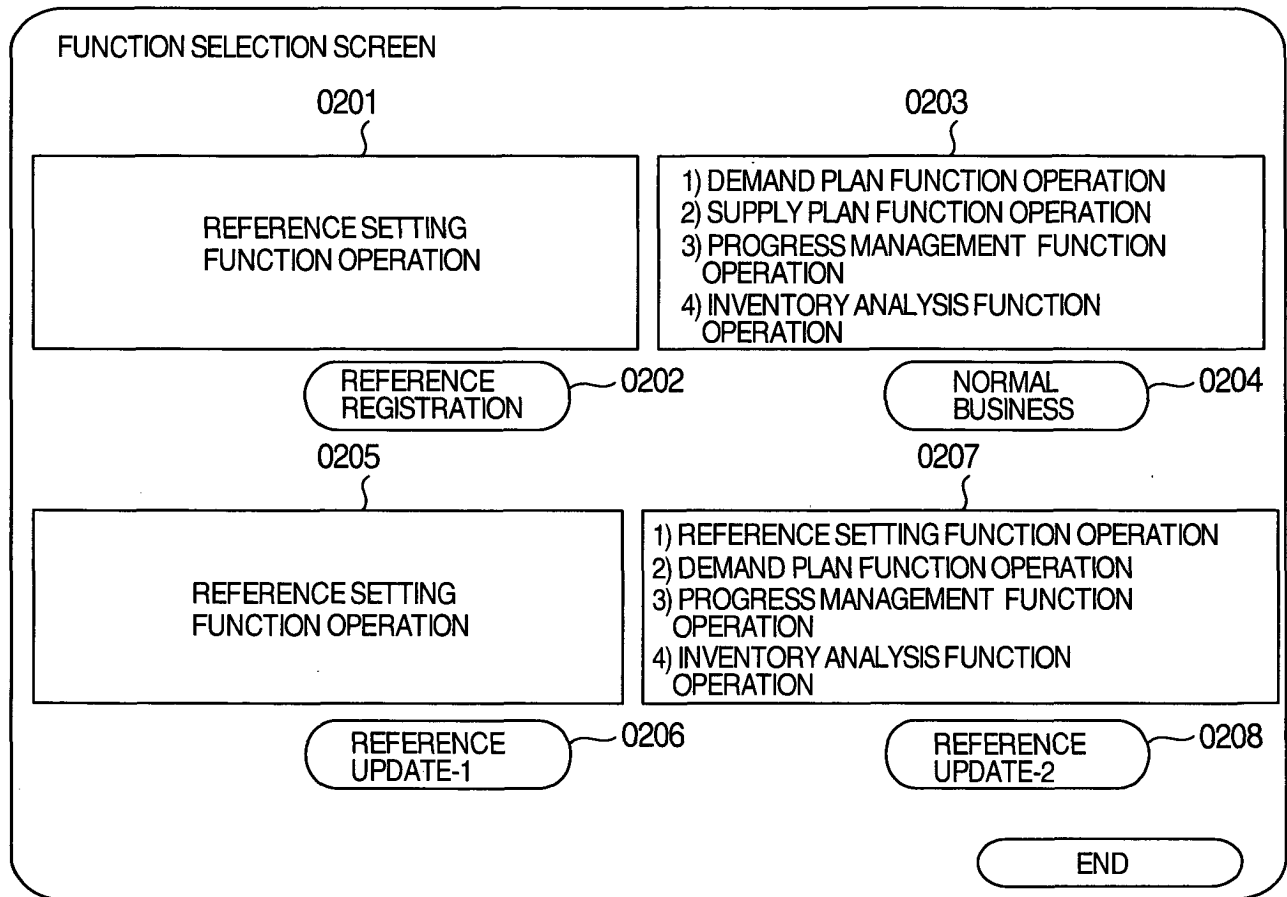 FUNCTION SELECTION SCREEN
0201
0203
REFERENCE SETTING
FUNCTION OPERATION
1) DEMAND PLAN FUNCTION OPERATION
2) SUPPLY PLAN FUNCTION OPERATION
3) PROGRESS MANAGEMENT FUNCTION
OPERATION
4) INVENTORY ANALYSIS FUNCTION
OPERATION
REFERENCE
REGISTRATION
0202
NORMAL
BUSINESS
0204
0205
0207
REFERENCE SETTING
FUNCTION OPERATION
1) REFERENCE SETTING FUNCTION OPERATION
2) DEMAND PLAN FUNCTION OPERATION
3) PROGRESS MANAGEMENT FUNCTION
OPERATION
4) INVENTORY ANALYSIS FUNCTION
OPERATION
REFERENCE
UPDATE-1
0206
REFERENCE
UPDATE-2
0208
END